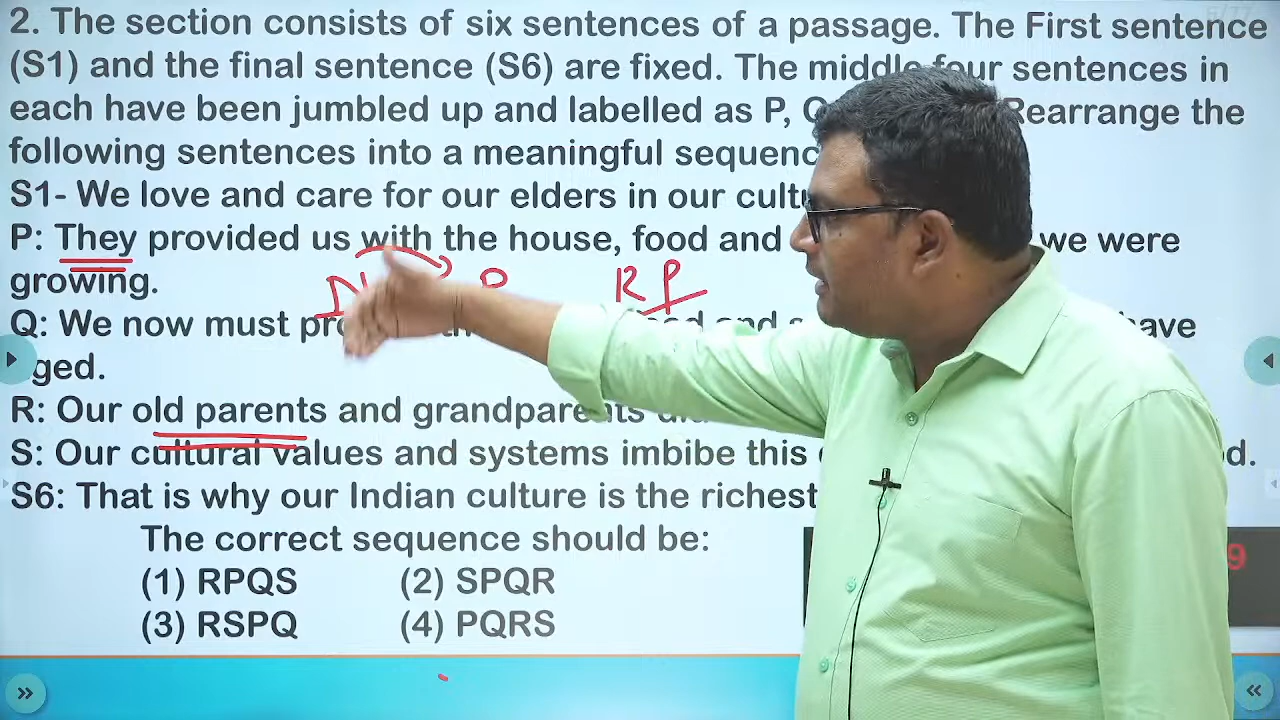 2. The section consists of six sentences of a passage. The First sentence
(S1) and the final sentence (S6) are fixed. The middle four sentences in
each have been jumbled up and labelled as P, Rearrange the
following sentences into a meaningful
S1- We love and care for our elders in our
P: They provided us with the house, food and we were
growing.
N P R P
Q: We now must and
R: Our old parents and grandparents
S: Our cultural values and systems imbibe this
S6: That is why our Indian culture is the richest
The correct sequence should be:
(1) RPQS (2) SPQR
(3) RSPQ (4) PQRS
9